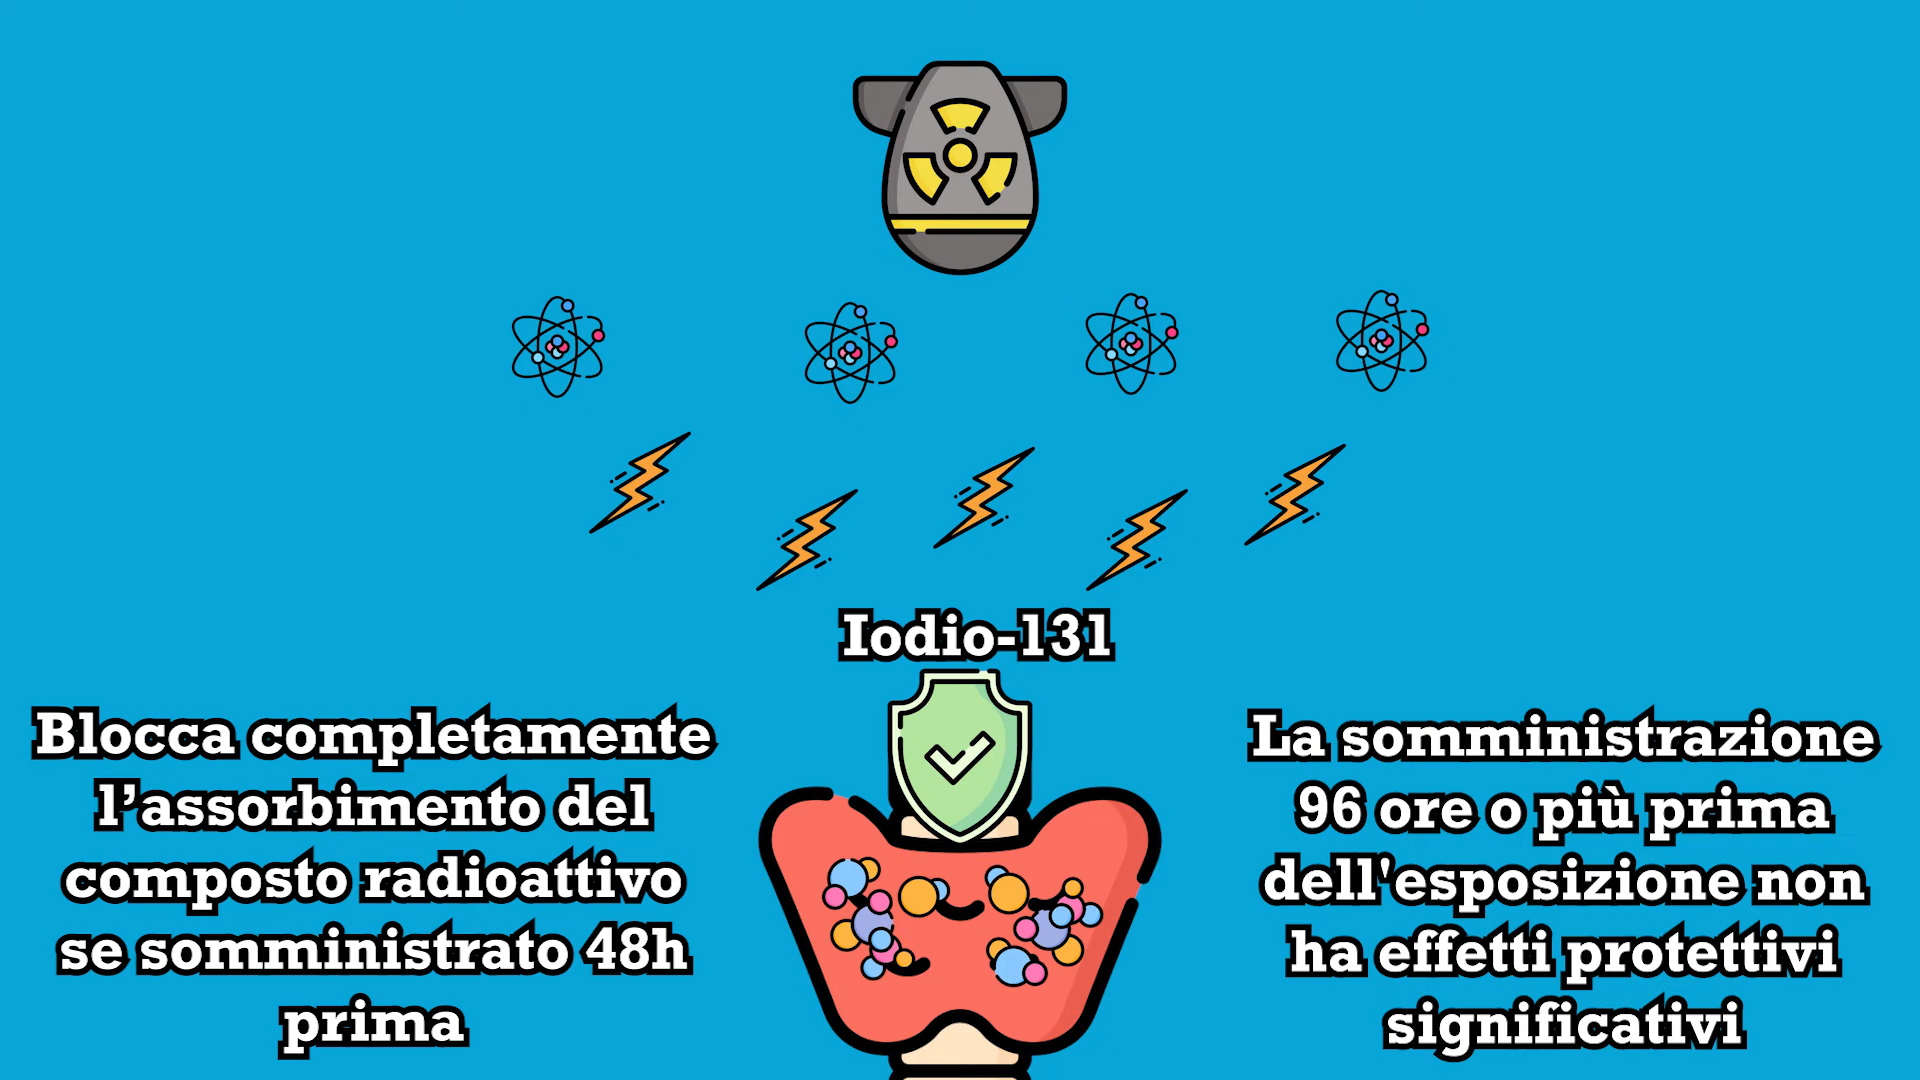 Iodio-131
Blocca completamente
l’assorbimento del
composto radioattivo
se somministrato 48h
prima
La somministrazione
96 ore o più prima
dell'esposizione non
ha effetti protettivi
significativi